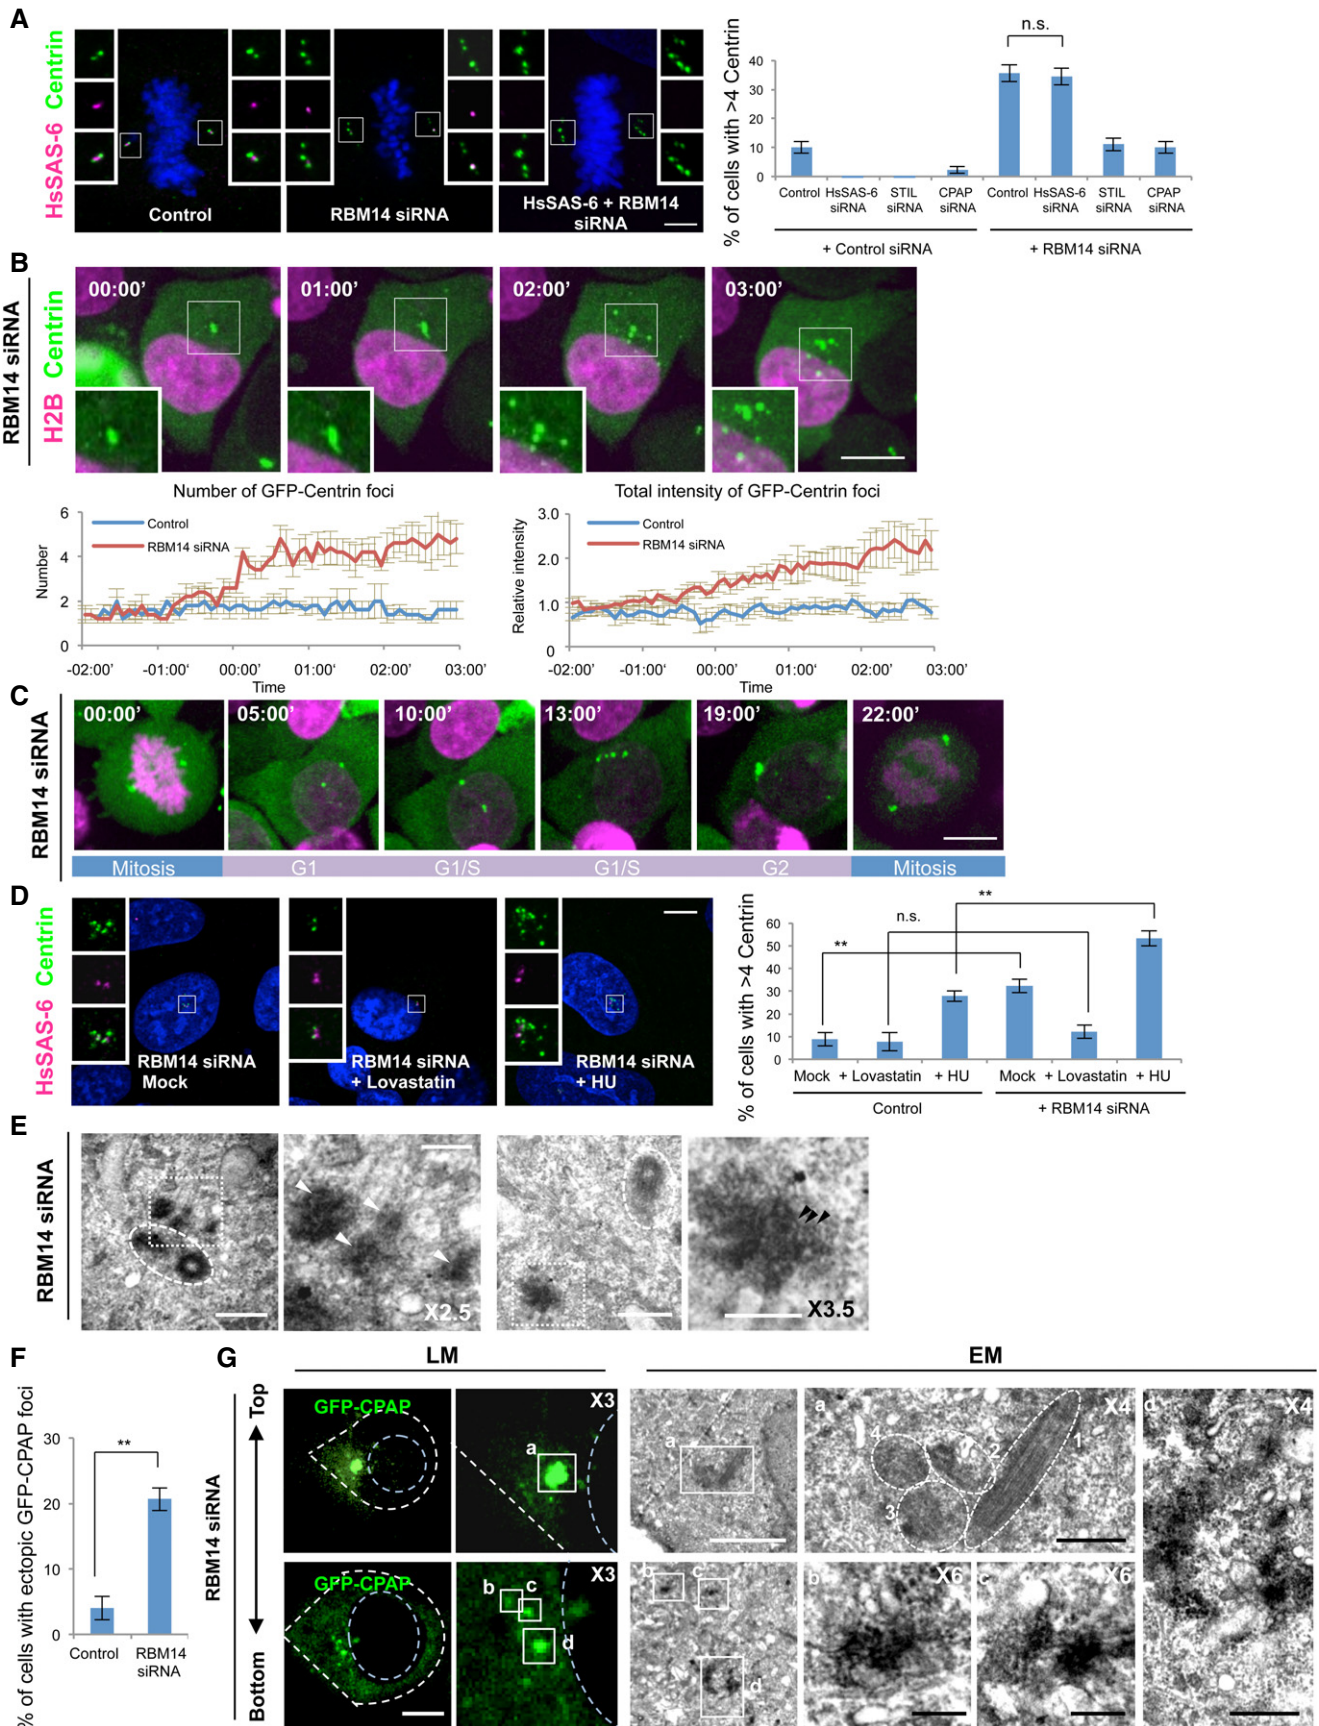 A
HsSAS-6 Centrin
Control
RBM14 siRNA
HsSAS-6 + RBM14
siRNA
% of cells with >4 Centrin
n.s.
40
30
20
10
0
Control
HsSAS-6
siRNA
STIL
siRNA
CPAP
siRNA
Control
HsSAS-6
siRNA
STIL
siRNA
CPAP
siRNA
+ Control siRNA
+ RBM14 siRNA
B
RBM14 siRNA
H2B Centrin
00:00’
01:00’
02:00’
03:00’
Number of GFP-Centrin foci
6
4
2
0
Number
Control
RBM14 siRNA
-02:00’
-01:00‘
00:00’
01:00’
02:00’
03:00’
Time
Total intensity of GFP-Centrin foci
3.0
2.0
1.0
0
Relative intensity
Control
RBM14 siRNA
-02:00’
-01:00‘
00:00’
01:00’
02:00’
03:00’
Time
C
RBM14 siRNA
00:00’
05:00’
10:00’
13:00’
19:00’
22:00’
Mitosis
G1
G1/S
G1/S
G2
Mitosis
D
HsSAS-6 Centrin
RBM14 siRNA
Mock
RBM14 siRNA
+ Lovastatin
RBM14 siRNA
+ HU
% of cells with >4 Centrin
60
50
40
30
20
10
0
**
n.s.
**
Mock
+ Lovastatin
+ HU
Mock
+ Lovastatin
+ HU
Control
+ RBM14 siRNA
E
RBM14 siRNA
X2.5
X3.5
F
% of cells with ectopic GFP-CPAP foci
30
20
10
0
**
Control
RBM14
siRNA
G
LM
EM
RBM14 siRNA
Top
Bottom
GFP-CPAP
X3
a
a
a
X4
1
2
3
4
d
X4
GFP-CPAP
X3
b
c
d
b
c
d
b
X6
c
X6